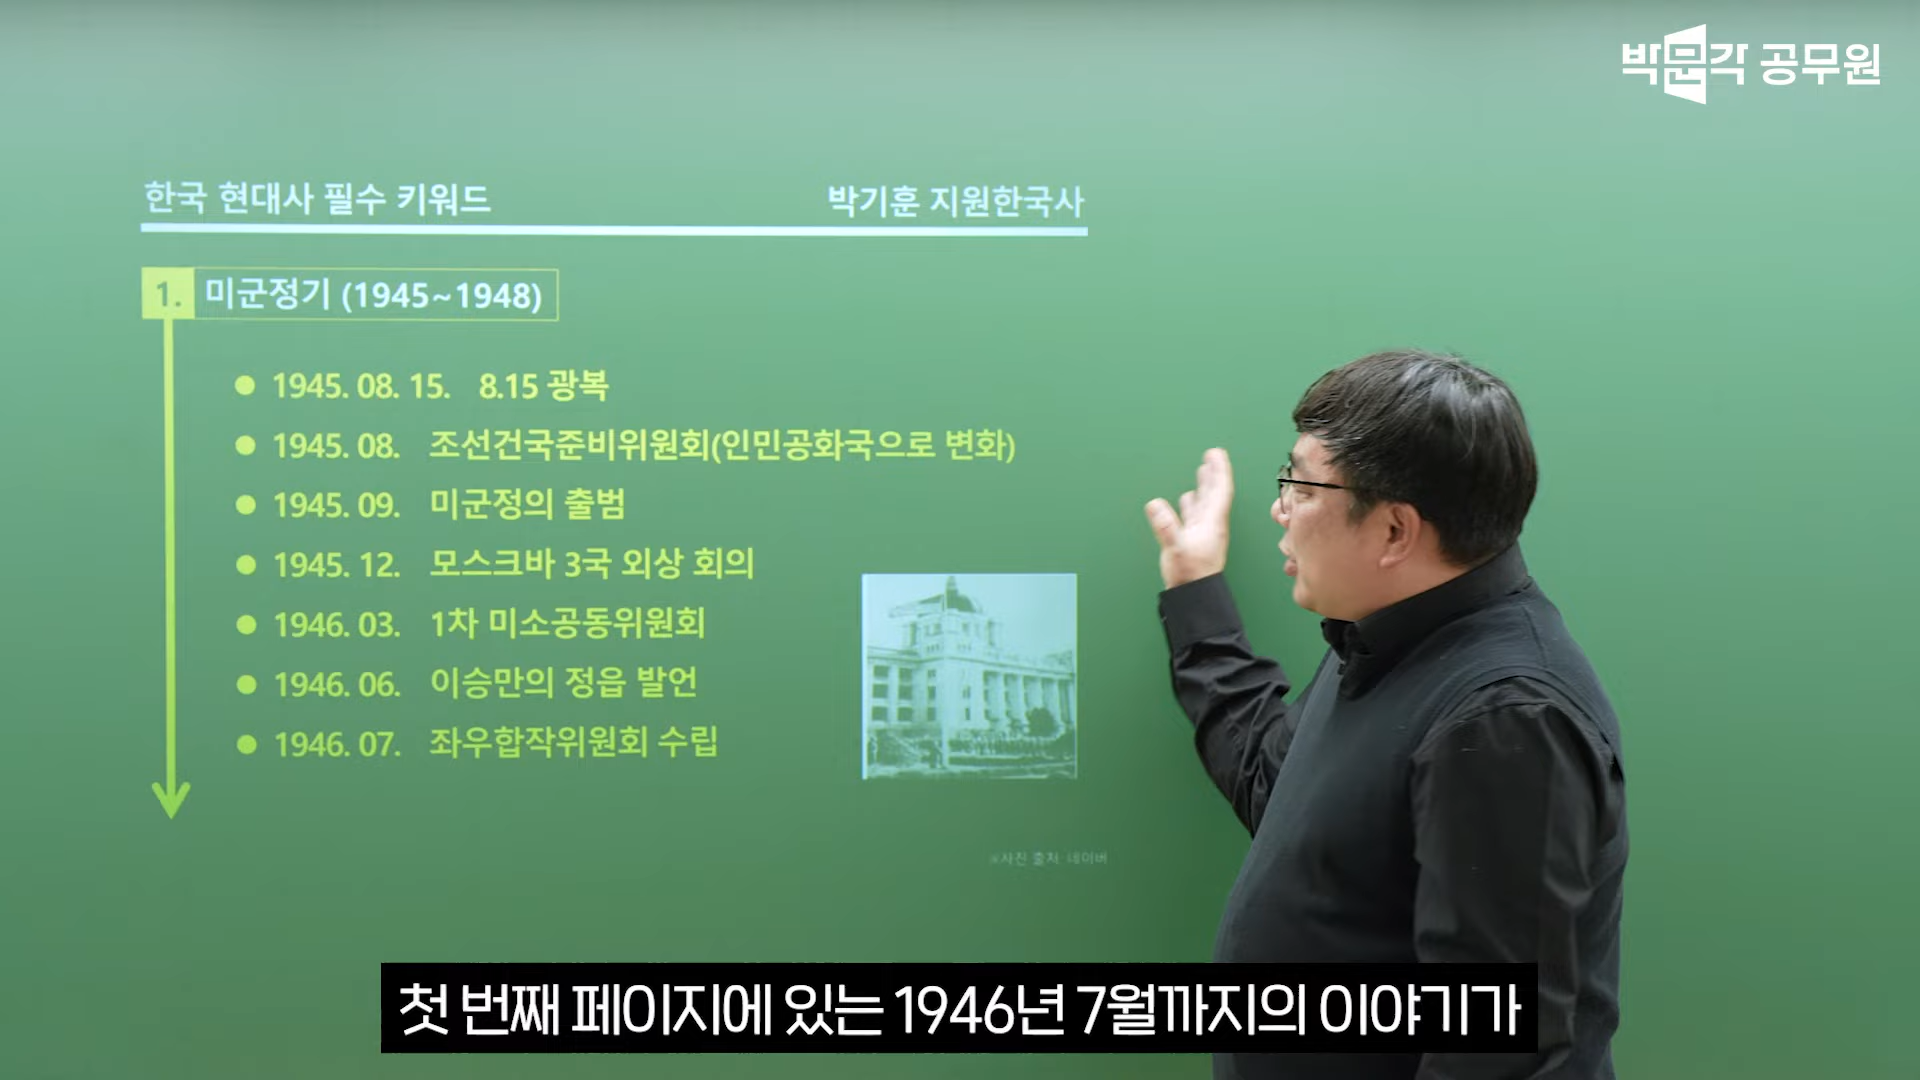 박문각 공무원
한국 현대사 필수 키워드
박기훈 지원한국사
1. 미군정기 (1945~1948)
● 1945. 08. 15. 8.15 광복
● 1945. 08. 조선건국준비위원회(인민공화국으로 변화)
● 1945. 09. 미군정의 출범
● 1945. 12. 모스크바 3국 외상 회의
● 1946. 03. 1차 미소공동위원회
● 1946. 06. 이승만의 정읍 발언
● 1946. 07. 좌우합작위원회 수립
※사진 출처 네이버
첫 번째 페이지에 있는 1946년 7월까지의 이야기가